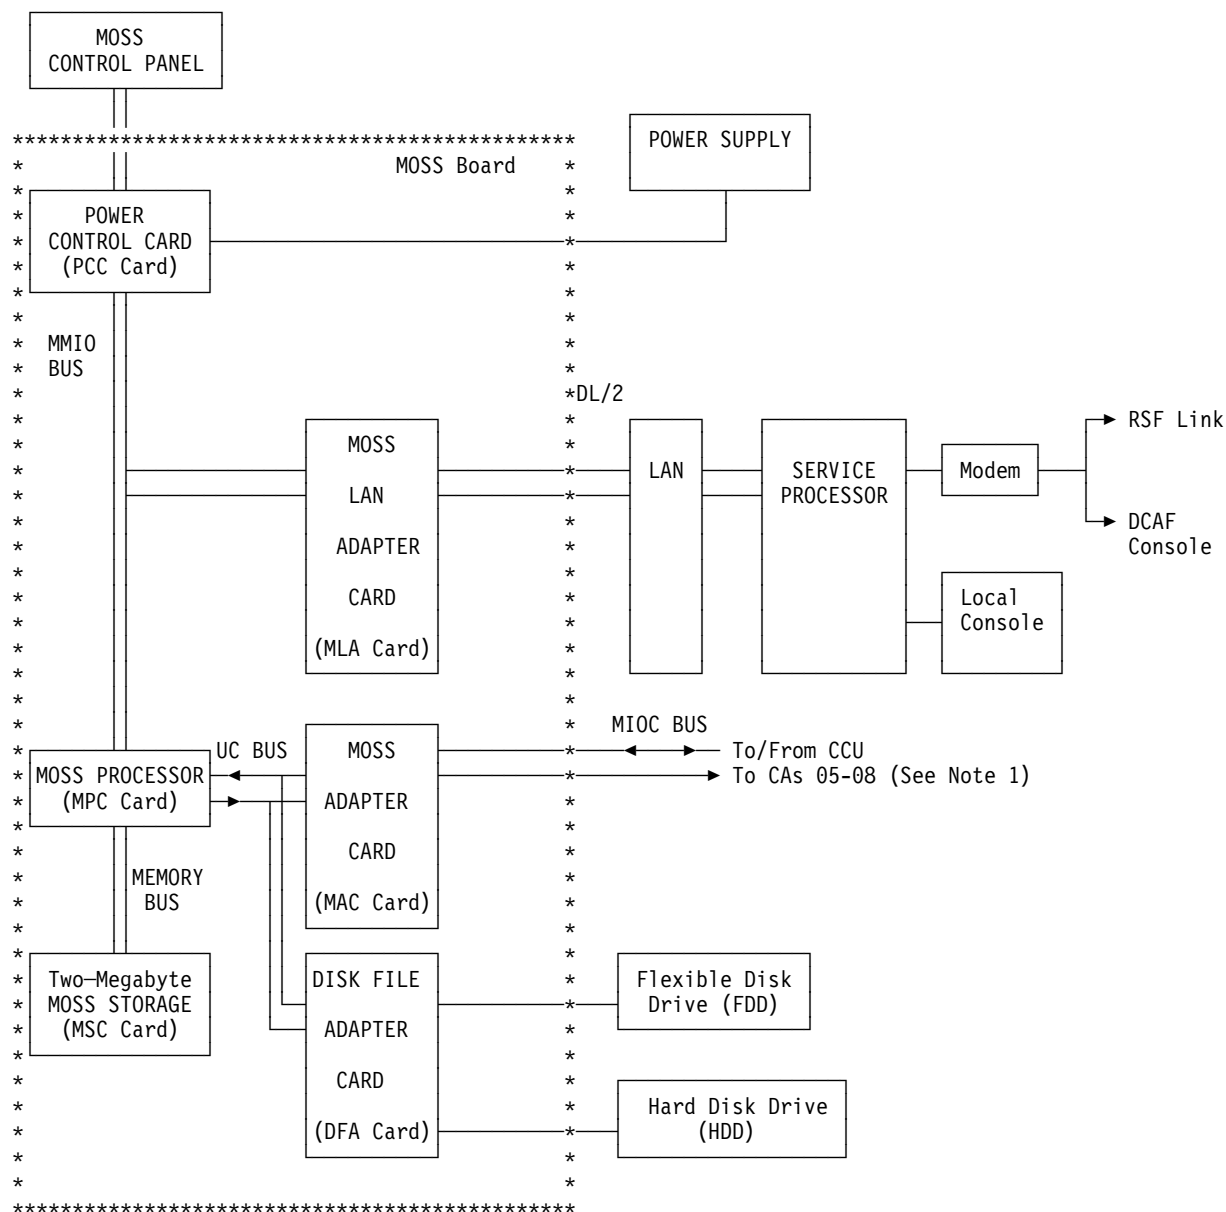 MOSS
CONTROL PANEL
POWER SUPPLY
MOSS Board
POWER
CONTROL CARD
(PCC Card)
MMIO
BUS
DL/2
MOSS
LAN
ADAPTER
CARD
(MLA Card)
LAN
SERVICE
PROCESSOR
Modem
RSF Link
DCAF
Console
Local
Console
MIOC BUS
To/From CCU
To CAs 05-08 (See Note 1)
UC BUS
MOSS PROCESSOR
(MPC Card)
MOSS
ADAPTER
CARD
(MAC Card)
MEMORY
BUS
Two-Megabyte
MOSS STORAGE
(MSC Card)
DISK FILE
ADAPTER
CARD
(DFA Card)
Flexible Disk
Drive (FDD)
Hard Disk Drive
(HDD)